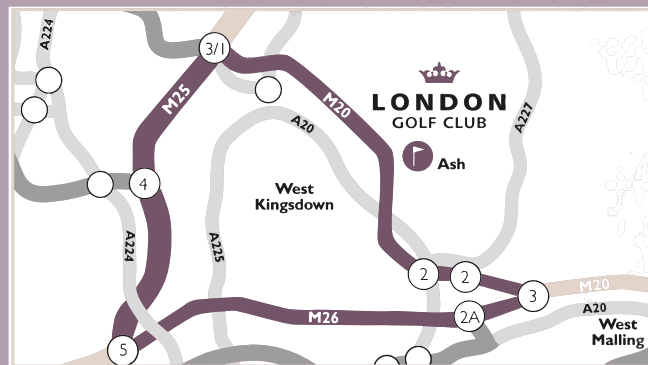 A224
3/1
M25
M20
LONDON
GOLF CLUB
A227
A20
Ash
4
West
Kingsdown
A224
A225
2
2
3
M20
M26
2A
A20
West
Malling
5